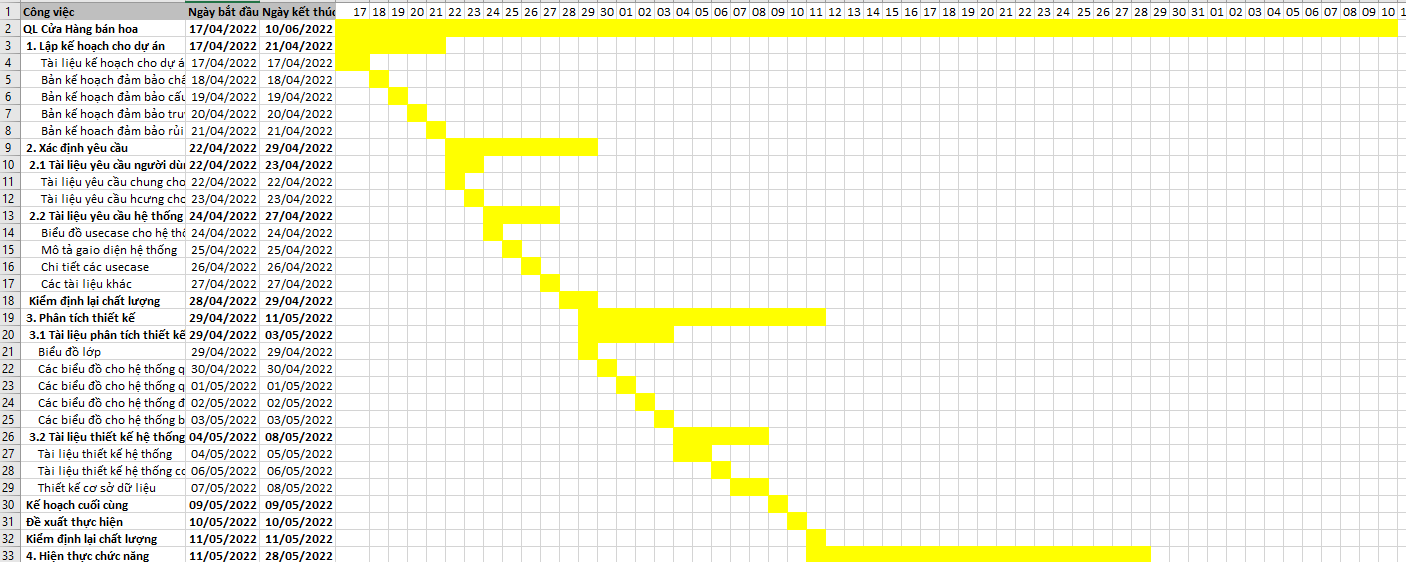 1 Công việc Ngày bắt đầu Ngày kết thúc 17 18 19 20 21 22 23 24 25 26 27 28 29 30 01 02 03 04 05 06 07 08 09 10 11 12 13 14 15 16 17 18 19 20 21 22 23 24 25 26 27 28 29 30 31 01 02 03 04 05 06 07 08 09 10
2 QL Cửa Hàng bán hoa 17/04/2022 10/06/2022
3 1. Lập kế hoạch cho dự án 17/04/2022 21/04/2022
4 Tài liệu kế hoạch cho dự á 17/04/2022 17/04/2022
5 Bản kế hoạch đảm bảo chấ 18/04/2022 18/04/2022
6 Bản kế hoạch đảm bảo cấu 19/04/2022 19/04/2022
7 Bản kế hoạch đảm bảo tru 20/04/2022 20/04/2022
8 Bản kế hoach đảm bảo rủi 21/04/2022 21/04/2022
9 2. Xác định yêu cầu 22/04/2022 29/04/2022
10 2.1 Tài liệu yêu cầu người dùn 22/04/2022 23/04/2022
11 Tài liệu yêu cầu chung cho 22/04/2022 22/04/2022
12 Tài liệu yêu cầu hcưng cho 23/04/2022 23/04/2022
13 2.2 Tài liệu yêu cầu hệ thống 24/04/2022 27/04/2022
14 Biểu đồ usecase cho hệ thố 24/04/2022 24/04/2022
15 Mô tả gaio diện hệ thống 25/04/2022 25/04/2022
16 Chi tiết các usecase 26/04/2022 26/04/2022
17 Các tài liệu khác 27/04/2022 27/04/2022
18 Kiểm định lại chất lượng 28/04/2022 29/04/2022
19 3. Phân tích thiết kế 29/04/2022 11/05/2022
20 3.1 Tài liệu phân tích thiết kế 29/04/2022 03/05/2022
21 Biểu đồ lớp 29/04/2022 29/04/2022
22 Các biểu đồ cho hệ thống q 30/04/2022 30/04/2022
23 Các biểu đồ cho hệ thống q 01/05/2022 01/05/2022
24 Các biểu đồ cho hệ thống đ 02/05/2022 02/05/2022
25 Các biểu đồ cho hệ thống b 03/05/2022 03/05/2022
26 3.2 Tài liệu thiết kế hệ thống 04/05/2022 08/05/2022
27 Tài liệu thiết kế hệ thống 04/05/2022 05/05/2022
28 Tài liệu thiết kế hệ thống cơ 06/05/2022 06/05/2022
29 Thiết kế cơ sở dữ liệu 07/05/2022 08/05/2022
30 Kế hoạch cuối cùng 09/05/2022 09/05/2022
31 Đề xuất thực hiện 10/05/2022 10/05/2022
32 Kiểm định lại chất lượng 11/05/2022 11/05/2022
33 4. Hiện thực chức năng 11/05/2022 28/05/2022